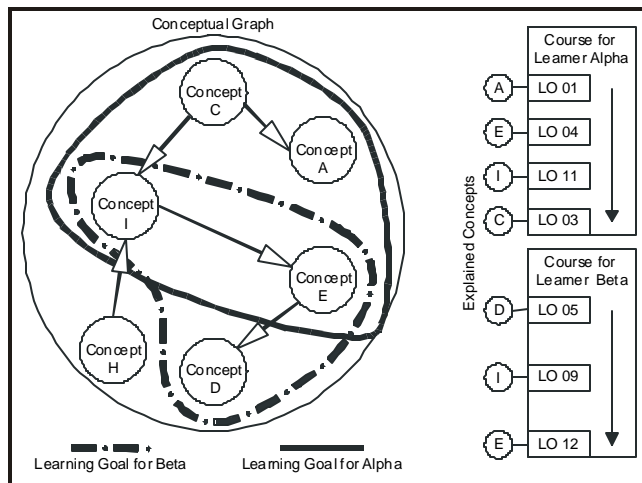 Conceptual Graph
Concept
C
Concept
A
Concept
I
Concept
E
Concept
H
Concept
D
Learning Goal for Beta
Learning Goal for Alpha
Explained Concepts
Course for
Learner Alpha
A
LO 01
E
LO 04
I
LO 11
C
LO 03
Course for
Learner Beta
D
LO 05
I
LO 09
E
LO 12